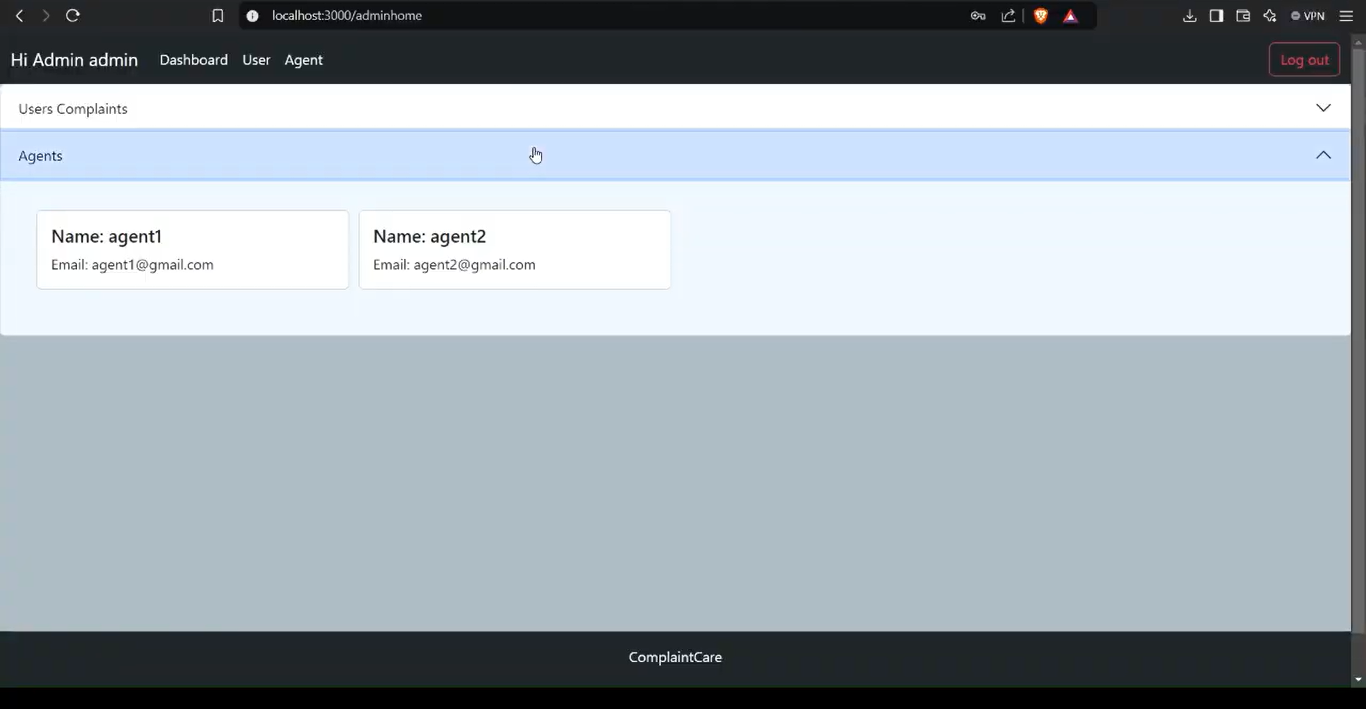 localhost:3000/adminhome
VPN
Hi Admin admin Dashboard User Agent Log out
Users Complaints
Agents
Name: agent1 Name: agent2
Email: agent1@gmail.com Email: agent2@gmail.com
ComplaintCare